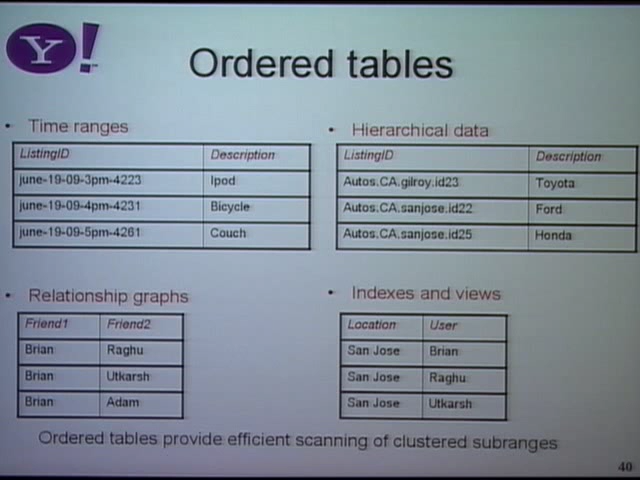 Y!
Ordered tables
• Time ranges
ListingID Description
june-19-09-3pm-4223 Ipod
june-19-09-4pm-4231 Bicycle
june-19-09-5pm-4261 Couch
• Hierarchical data
ListingID Description
Autos.CA.gilroy.id23 Toyota
Autos.CA.sanjose.id22 Ford
Autos.CA.sanjose.id25 Honda
• Relationship graphs
Friend1 Friend2
Brian Raghu
Brian Utkarsh
Brian Adam
• Indexes and views
Location User
San Jose Brian
San Jose Raghu
San Jose Utkarsh
Ordered tables provide efficient scanning of clustered subranges
40